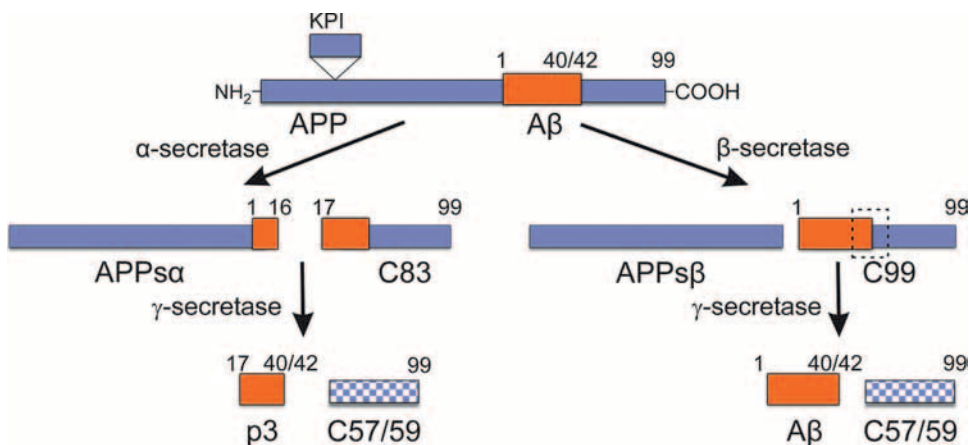 KPI
1 40/42 99
NH2 COOH
APP Aβ
α-secretase β-secretase
1 16 17 99 1 99
APPsα C83 APPsβ C99
γ-secretase γ-secretase
17 40/42 99 1 40/42 99
p3 C57/59 Aβ C57/59